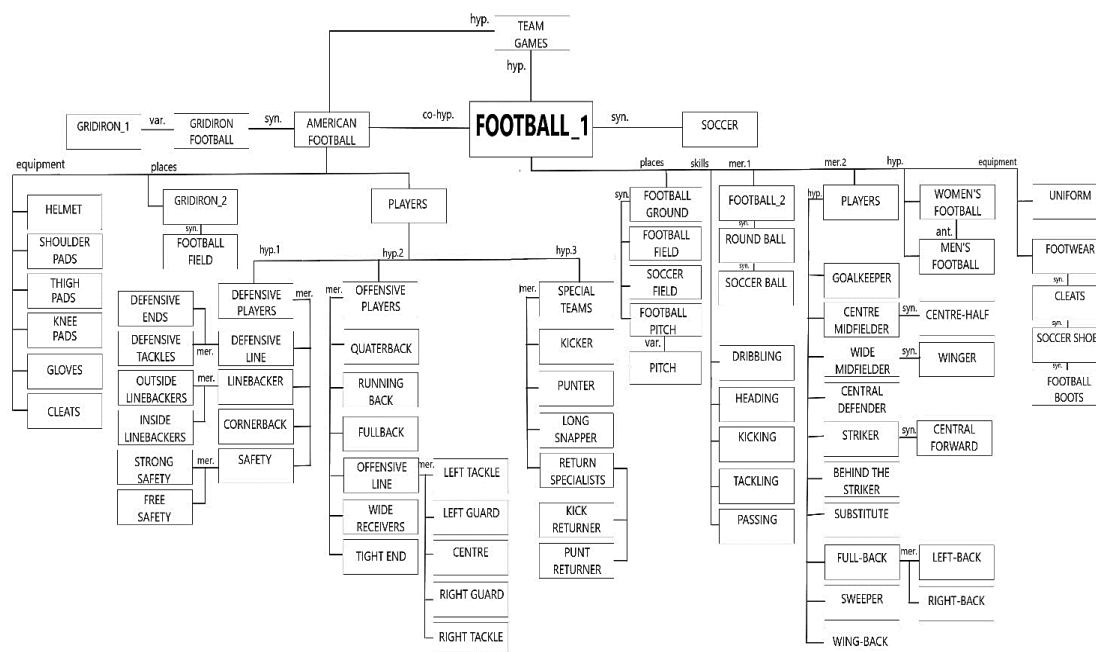 hyp.
TEAM
GAMES
hyp.
GRIDIRON_1
var.
GRIDIRON
FOOTBALL
syn.
AMERICAN
FOOTBALL
co-hyp.
FOOTBALL_1
syn.
SOCCER
equipment
places
places
skills
mer.1
mer.2
hyp.
equipment
HELMET
SHOULDER
PADS
THIGH
PADS
KNEE
PADS
GLOVES
CLEATS
GRIDIRON_2
syn.
FOOTBALL
FIELD
PLAYERS
hyp.1
hyp.2
hyp.3
DEFENSIVE
PLAYERS
mer.
DEFENSIVE
ENDS
DEFENSIVE
TACKLES
mer.
DEFENSIVE
LINE
OUTSIDE
LINEBACKERS
mer.
INSIDE
LINEBACKERS
LINEBACKER
CORNERBACK
STRONG
SAFETY
mer.
FREE
SAFETY
SAFETY
mer.
OFFENSIVE
PLAYERS
QUATERBACK
RUNNING
BACK
FULLBACK
OFFENSIVE
LINE
mer.
WIDE
RECEIVERS
TIGHT END
LEFT TACKLE
LEFT GUARD
CENTRE
RIGHT GUARD
RIGHT TACKLE
mer.
SPECIAL
TEAMS
KICKER
PUNTER
LONG
SNAPPER
RETURN
SPECIALISTS
KICK
RETURNER
PUNT
RETURNER
syn.
FOOTBALL
GROUND
FOOTBALL
FIELD
SOCCER
FIELD
FOOTBALL
PITCH
var.
PITCH
FOOTBALL_2
syn.
ROUND BALL
syn.
SOCCER BALL
DRIBBLING
HEADING
KICKING
TACKLING
PASSING
hyp.
PLAYERS
GOALKEEPER
CENTRE
MIDFIELDER
syn.
CENTRE-HALF
WIDE
MIDFIELDER
syn.
WINGER
CENTRAL
DEFENDER
STRIKER
syn.
CENTRAL
FORWARD
BEHIND THE
STRIKER
SUBSTITUTE
FULL-BACK
mer.
LEFT-BACK
RIGHT-BACK
SWEEPER
WING-BACK
WOMEN'S
FOOTBALL
ant.
MEN'S
FOOTBALL
UNIFORM
FOOTWEAR
syn.
CLEATS
syn.
SOCCER SHOE
syn.
FOOTBALL
BOOTS